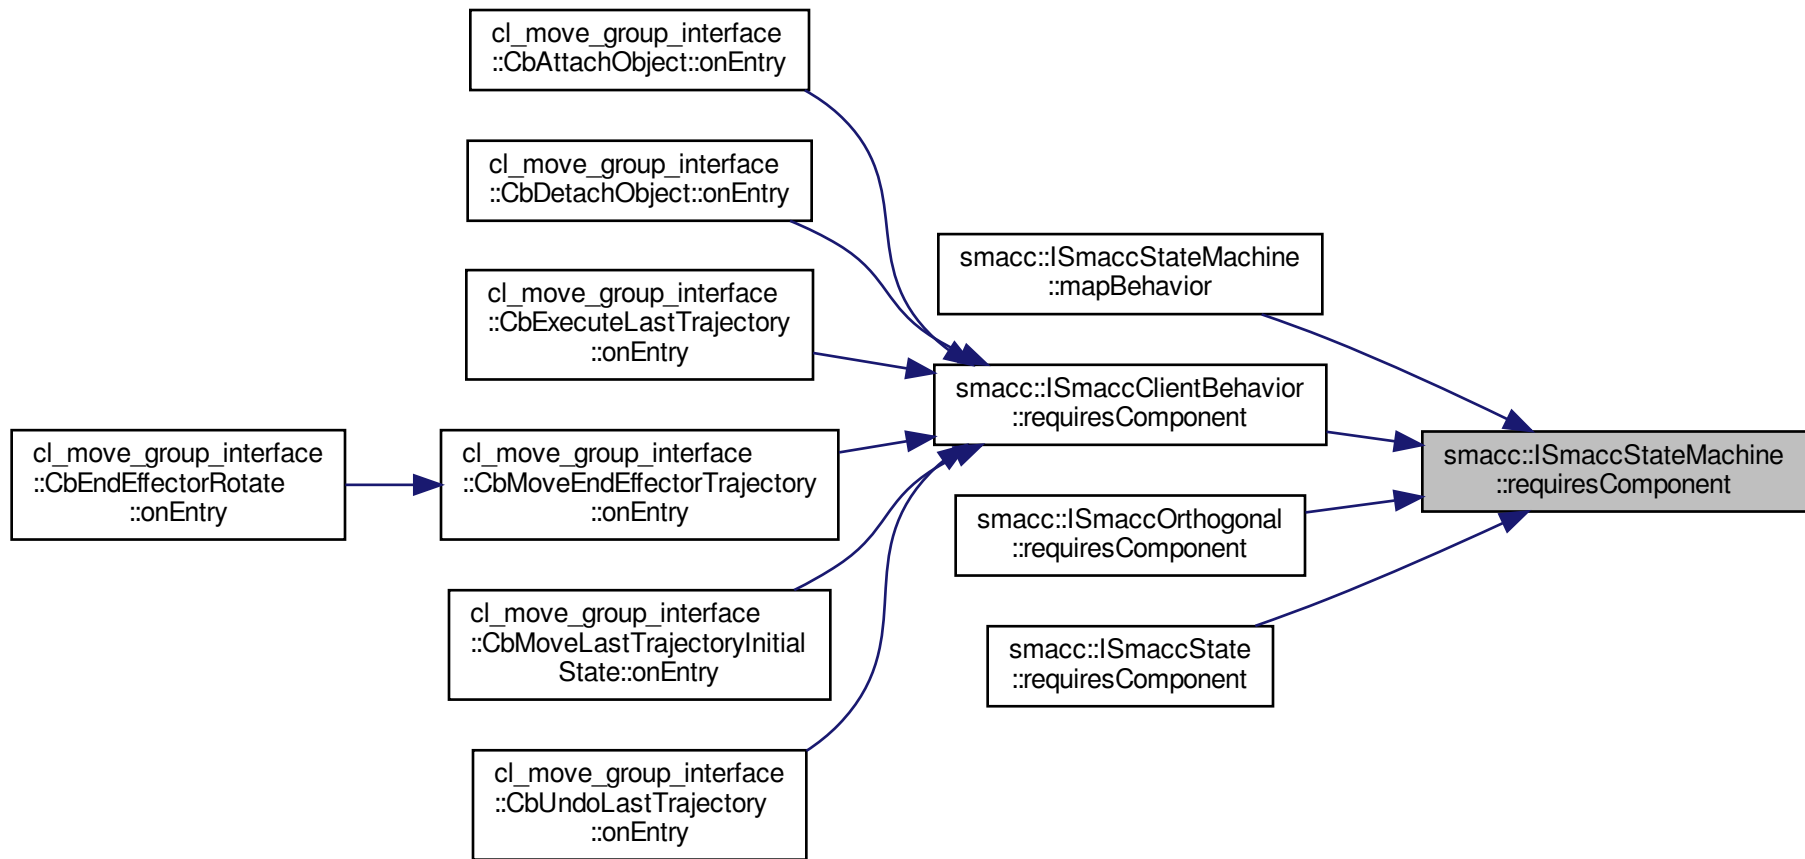 cl_move_group_interface
::CbAttachObject::onEntry
cl_move_group_interface
::CbDetachObject::onEntry
cl_move_group_interface
::CbExecuteLastTrajectory
::onEntry
cl_move_group_interface
::CbEndEffectorRotate
::onEntry
cl_move_group_interface
::CbMoveEndEffectorTrajectory
::onEntry
cl_move_group_interface
::CbMoveLastTrajectoryInitial
State::onEntry
cl_move_group_interface
::CbUndoLastTrajectory
::onEntry
smacc::ISmaccStateMachine
::mapBehavior
smacc::ISmaccClientBehavior
::requiresComponent
smacc::ISmaccOrthogonal
::requiresComponent
smacc::ISmaccState
::requiresComponent
smacc::ISmaccStateMachine
::requiresComponent